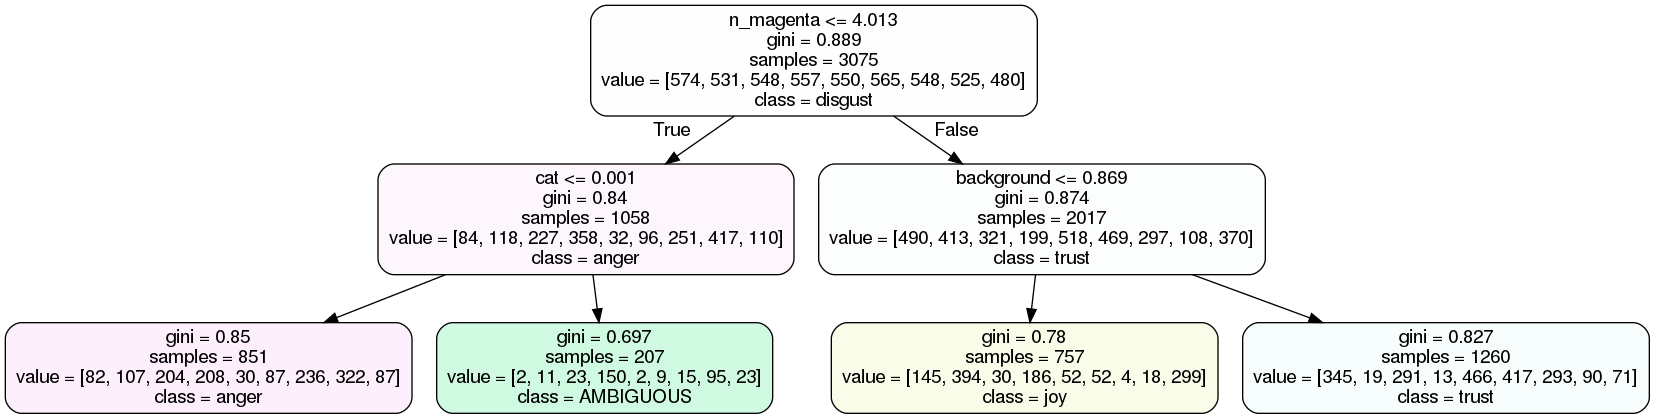 n_magenta <= 4.013
gini = 0.889
samples = 3075
value = [574, 531, 548, 557, 550, 565, 548, 525, 480]
class = disgust
True
False
cat <= 0.001
gini = 0.84
samples = 1058
value = [84, 118, 227, 358, 32, 96, 251, 417, 110]
class = anger
background <= 0.869
gini = 0.874
samples = 2017
value = [490, 413, 321, 199, 518, 469, 297, 108, 370]
class = trust
gini = 0.85
samples = 851
value = [82, 107, 204, 208, 30, 87, 236, 322, 87]
class = anger
gini = 0.697
samples = 207
value = [2, 11, 23, 150, 2, 9, 15, 95, 23]
class = AMBIGUOUS
gini = 0.78
samples = 757
value = [145, 394, 30, 186, 52, 52, 4, 18, 299]
class = joy
gini = 0.827
samples = 1260
value = [345, 19, 291, 13, 466, 417, 293, 90, 71]
class = trust